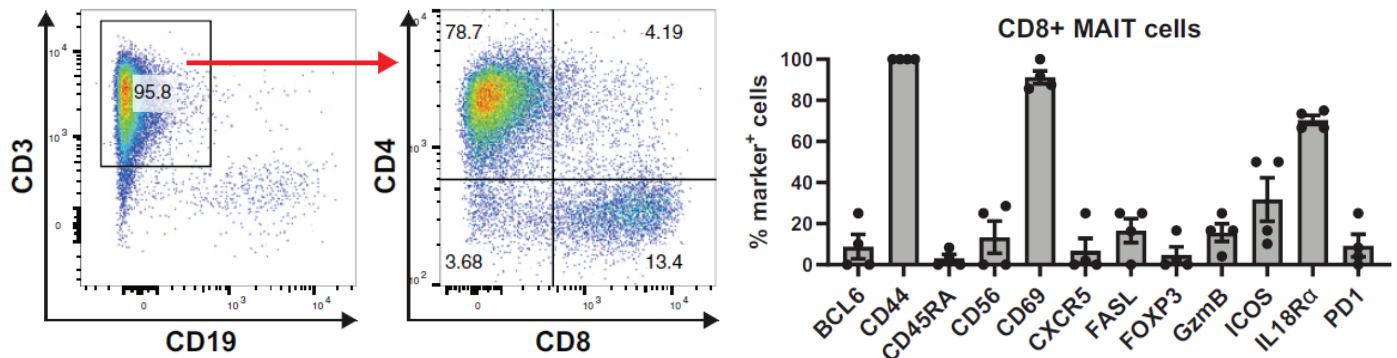 CD3
10⁴
10³
0
95.8
0
10³
10⁴
CD19
CD4
10⁴
10³
10²
78.7
4.19
3.68
13.4
0
10³
10⁴
CD8
CD8+ MAIT cells
% marker⁺ cells
100
80
60
40
20
0
BCL6
CD44
CD45RA
CD56
CD69
CXCR5
FASL
FOXP3
GzmB
ICOS
IL18Rα
PD1